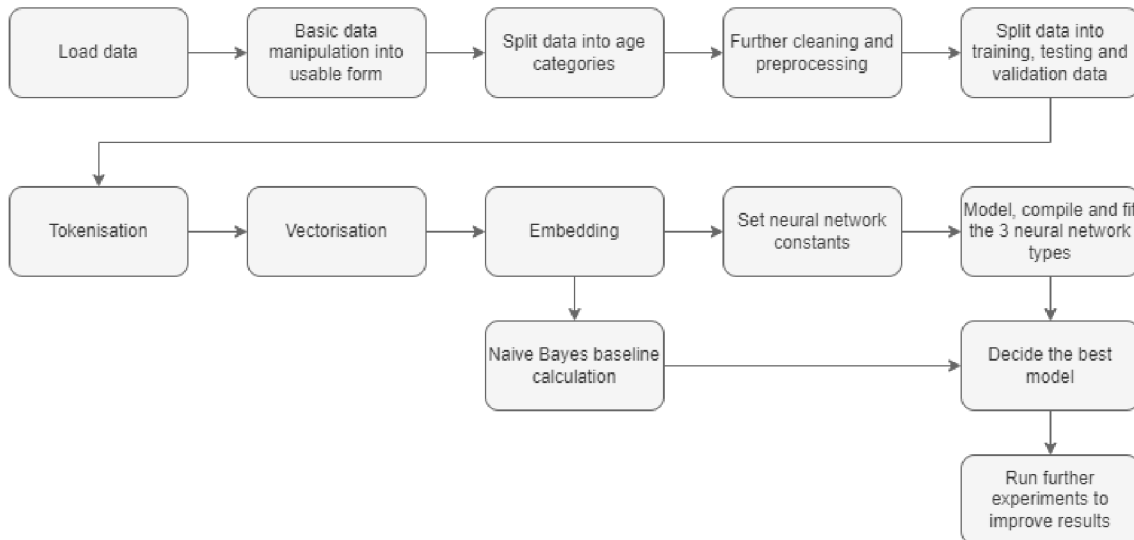 Load data
Basic data
manipulation into
usable form
Split data into age
categories
Further cleaning and
preprocessing
Split data into
training, testing and
validation data
Tokenisation
Vectorisation
Embedding
Set neural network
constants
Model, compile and fit
the 3 neural network
types
Naive Bayes baseline
calculation
Decide the best
model
Run further
experiments to
improve results